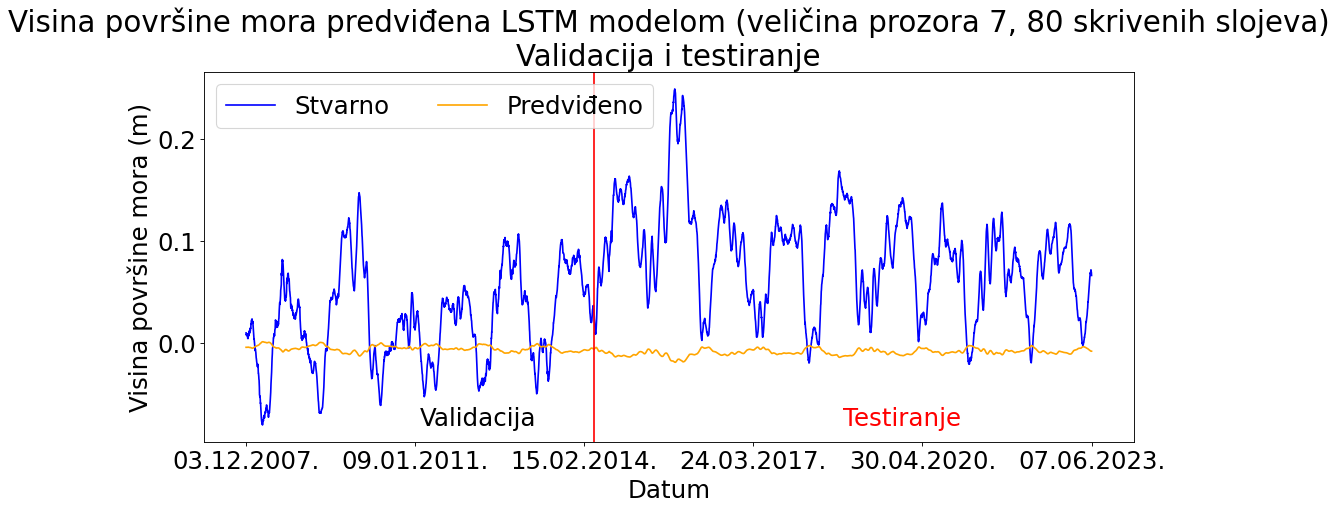 Visina površine mora predviđena LSTM modelom (veličina prozora 7, 80 skrivenih slojeva)
Validacija i testiranje
Stvarno Predviđeno
Visina površine mora (m)
0.2
0.1
0.0
Validacija Testiranje
03.12.2007. 09.01.2011. 15.02.2014. 24.03.2017. 30.04.2020. 07.06.2023.
Datum